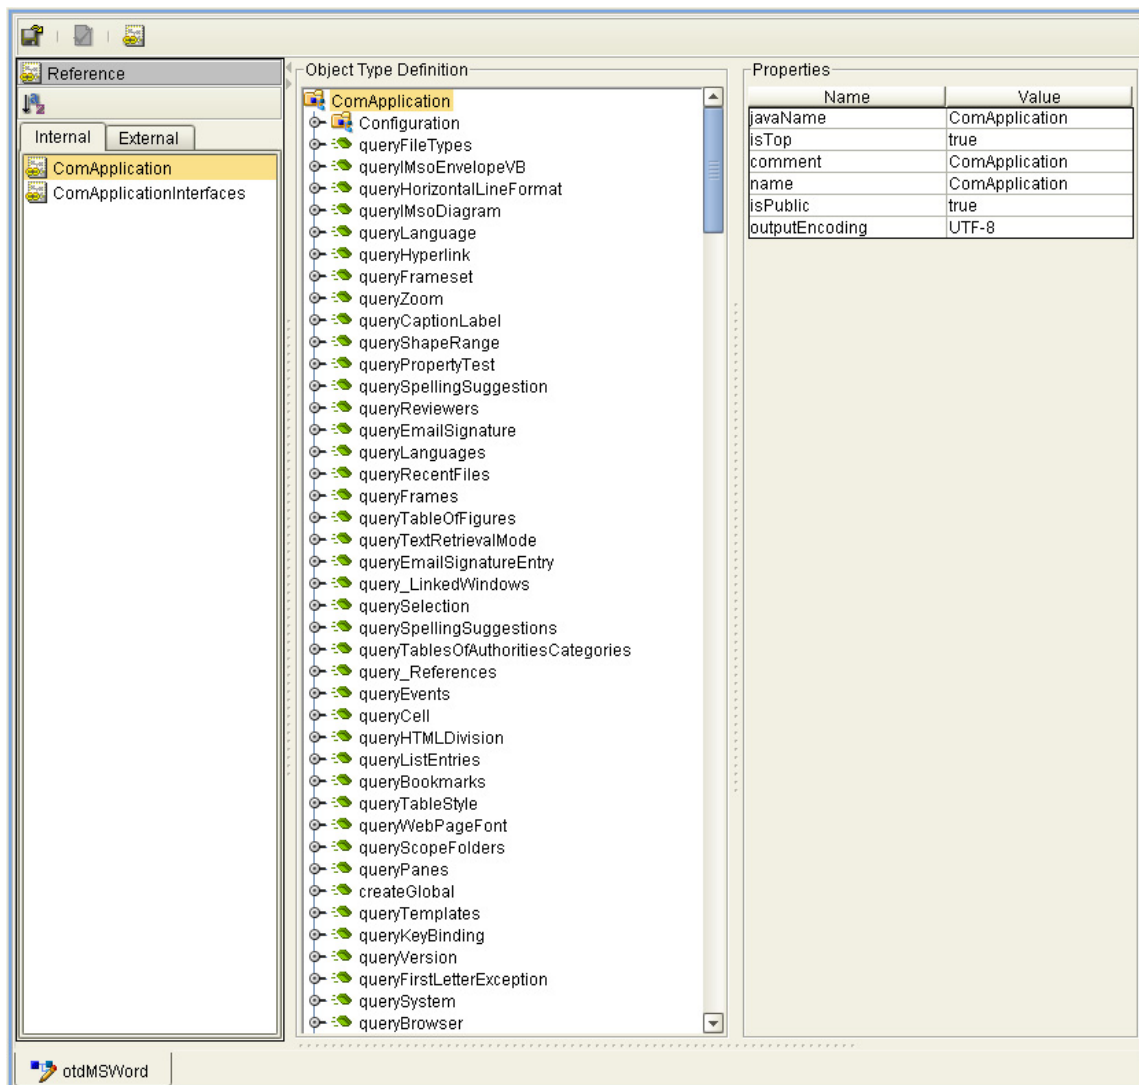 Reference
Internal External
ComApplication
ComApplicationInterfaces
Object Type Definition
ComApplication
Configuration
queryFileTypes
queryIMsoEnvelopeVB
queryHorizontalLineFormat
queryIMsoDiagram
queryLanguage
queryHyperlink
queryFrameset
queryZoom
queryCaptionLabel
queryShapeRange
queryPropertyTest
querySpellingSuggestion
queryReviewers
queryEmailSignature
queryLanguages
queryRecentFiles
queryFrames
queryTableOfFigures
queryTextRetrievalMode
queryEmailSignatureEntry
query_LinkedWindows
querySelection
querySpellingSuggestions
queryTablesOfAuthoritiesCategories
query_References
queryEvents
queryCell
queryHTMLDivision
queryListEntries
queryBookmarks
queryTableStyle
queryWebPageFont
queryScopeFolders
queryPanes
createGlobal
queryTemplates
queryKeyBinding
queryVersion
queryFirstLetterException
querySystem
queryBrowser
Properties
Name Value
javaName ComApplication
isTop true
comment ComApplication
name ComApplication
isPublic true
outputEncoding UTF-8
otdMSWord